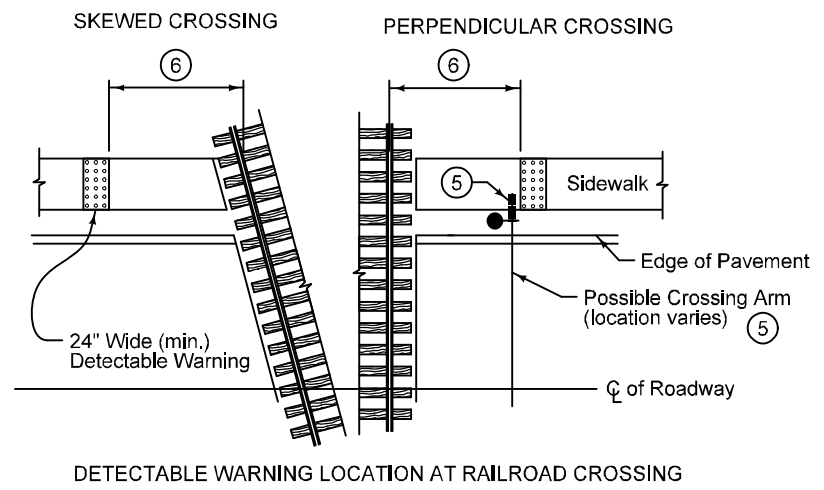 SKEWED CROSSING
PERPENDICULAR CROSSING
6
6
5
Sidewalk
Edge of Pavement
Possible Crossing Arm
(location varies)
5
24" Wide (min.)
Detectable Warning
℄ of Roadway
DETECTABLE WARNING LOCATION AT RAILROAD CROSSING